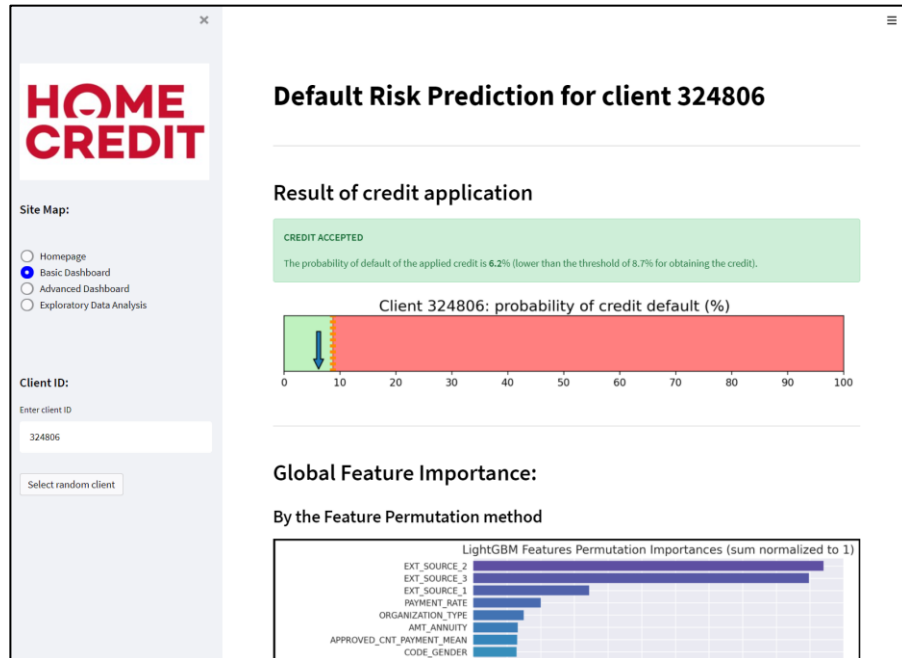 ×
≡
HOME
CREDIT
Site Map:
Homepage
Basic Dashboard
Advanced Dashboard
Exploratory Data Analysis
Client ID:
Enter client ID
324806
Select random client
Default Risk Prediction for client 324806
Result of credit application
CREDIT ACCEPTED
The probability of default of the applied credit is 6.2% (lower than the threshold of 8.7% for obtaining the credit).
Client 324806: probability of credit default (%)
0 10 20 30 40 50 60 70 80 90 100
Global Feature Importance:
By the Feature Permutation method
LightGBM Features Permutation Importances (sum normalized to 1)
EXT_SOURCE_2
EXT_SOURCE_3
EXT_SOURCE_1
PAYMENT_RATE
ORGANIZATION_TYPE
AMT_ANNUITY
APPROVED_CNT_PAYMENT_MEAN
CODE_GENDER